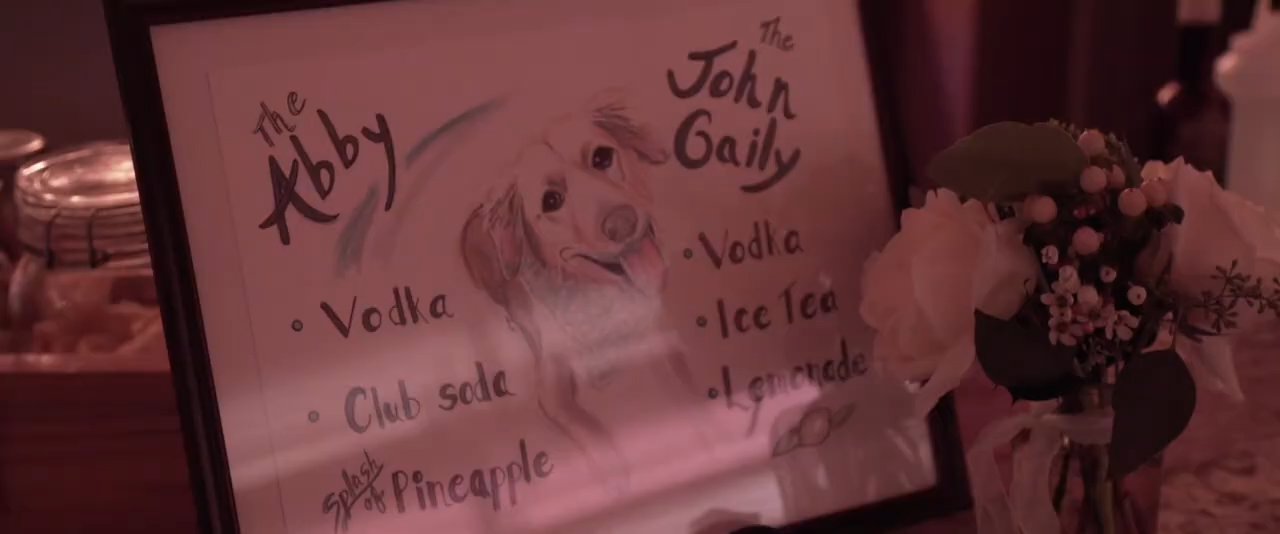 The
Abby
• Vodka
• Club soda
Splash
of Pineapple
The
John
Gaily
• Vodka
• Ice Tea
• Lemonade